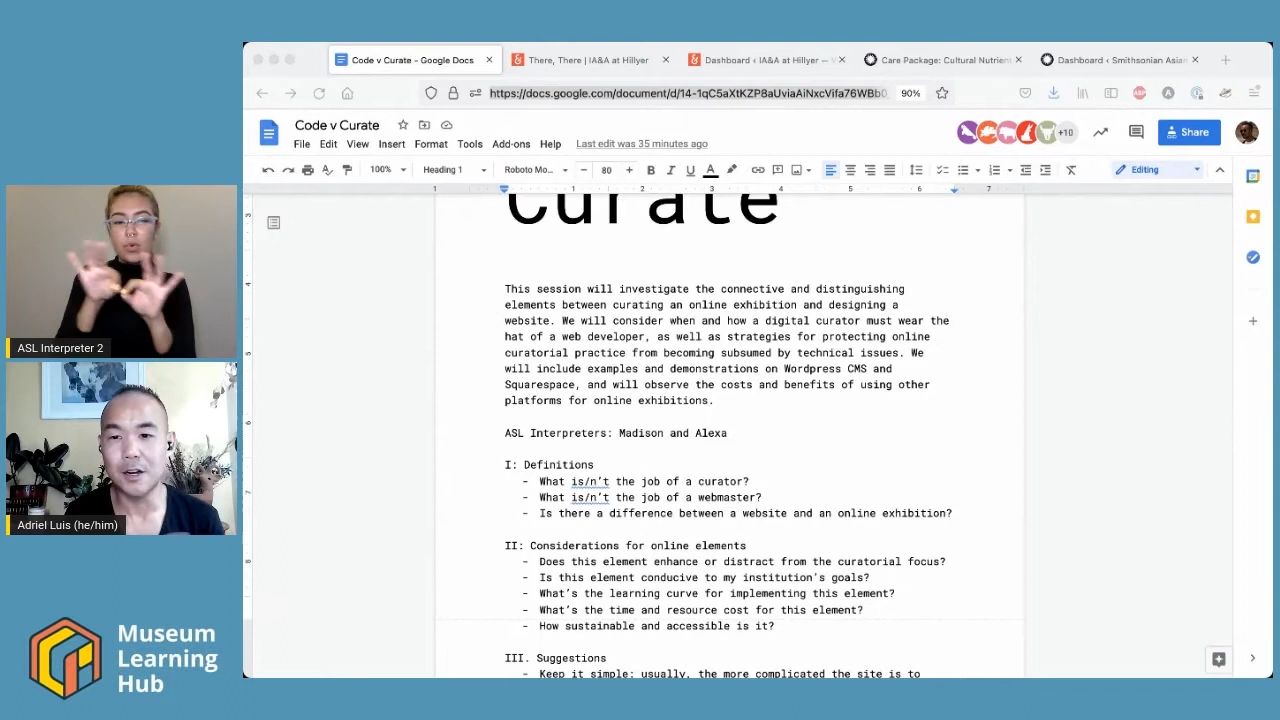 Code v Curate - Google Docs
There, There | IA&A at Hillyer
Dashboard ‹ IA&A at Hillyer —
Care Package: Cultural Nutrien
Dashboard ‹ Smithsonian Asian
90%
Code v Curate
+10
Share
File Edit View Insert Format Tools Add-ons Help Last edit was 35 minutes ago
100% Heading 1 Roboto Mo... 80 B I U A Editing
1 1 2 3 4 5 6 7
Curate
This session will investigate the connective and distinguishing
elements between curating an online exhibition and designing a
website. We will consider when and how a digital curator must wear the
hat of a web developer, as well as strategies for protecting online
curatorial practice from becoming subsumed by technical issues. We
will include examples and demonstrations on Wordpress CMS and
Squarespace, and will observe the costs and benefits of using other
platforms for online exhibitions.
ASL Interpreters: Madison and Alexa
I: Definitions
- What is/n't the job of a curator?
- What is/n't the job of a webmaster?
- Is there a difference between a website and an online exhibition?
II: Considerations for online elements
- Does this element enhance or distract from the curatorial focus?
- Is this element conducive to my institution's goals?
- What's the learning curve for implementing this element?
- What's the time and resource cost for this element?
- How sustainable and accessible is it?
III. Suggestions
- Keep it simple: usually, the more complicated the site is to
ASL Interpreter 2
Adriel Luis (he/him)
Museum
Learning
Hub